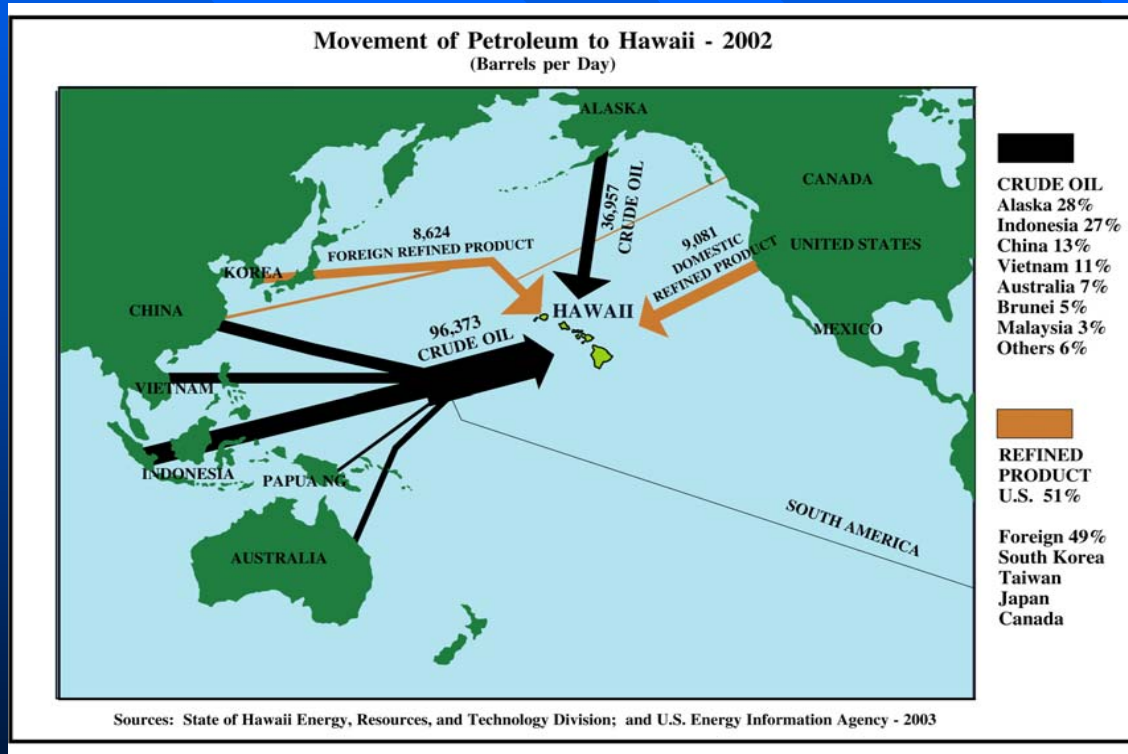 Movement of Petroleum to Hawaii - 2002
(Barrels per Day)
ALASKA
CANADA
36,957
CRUDE OIL
8,624
FOREIGN REFINED PRODUCT
9,081
DOMESTIC
REFINED PRODUCT
UNITED STATES
KOREA
CHINA
HAWAII
MEXICO
96,373
CRUDE OIL
VIETNAM
INDONESIA
PAPUA NG
SOUTH AMERICA
AUSTRALIA
CRUDE OIL
Alaska 28%
Indonesia 27%
China 13%
Vietnam 11%
Australia 7%
Brunei 5%
Malaysia 3%
Others 6%
REFINED
PRODUCT
U.S. 51%
Foreign 49%
South Korea
Taiwan
Japan
Canada
Sources: State of Hawaii Energy, Resources, and Technology Division; and U.S. Energy Information Agency - 2003